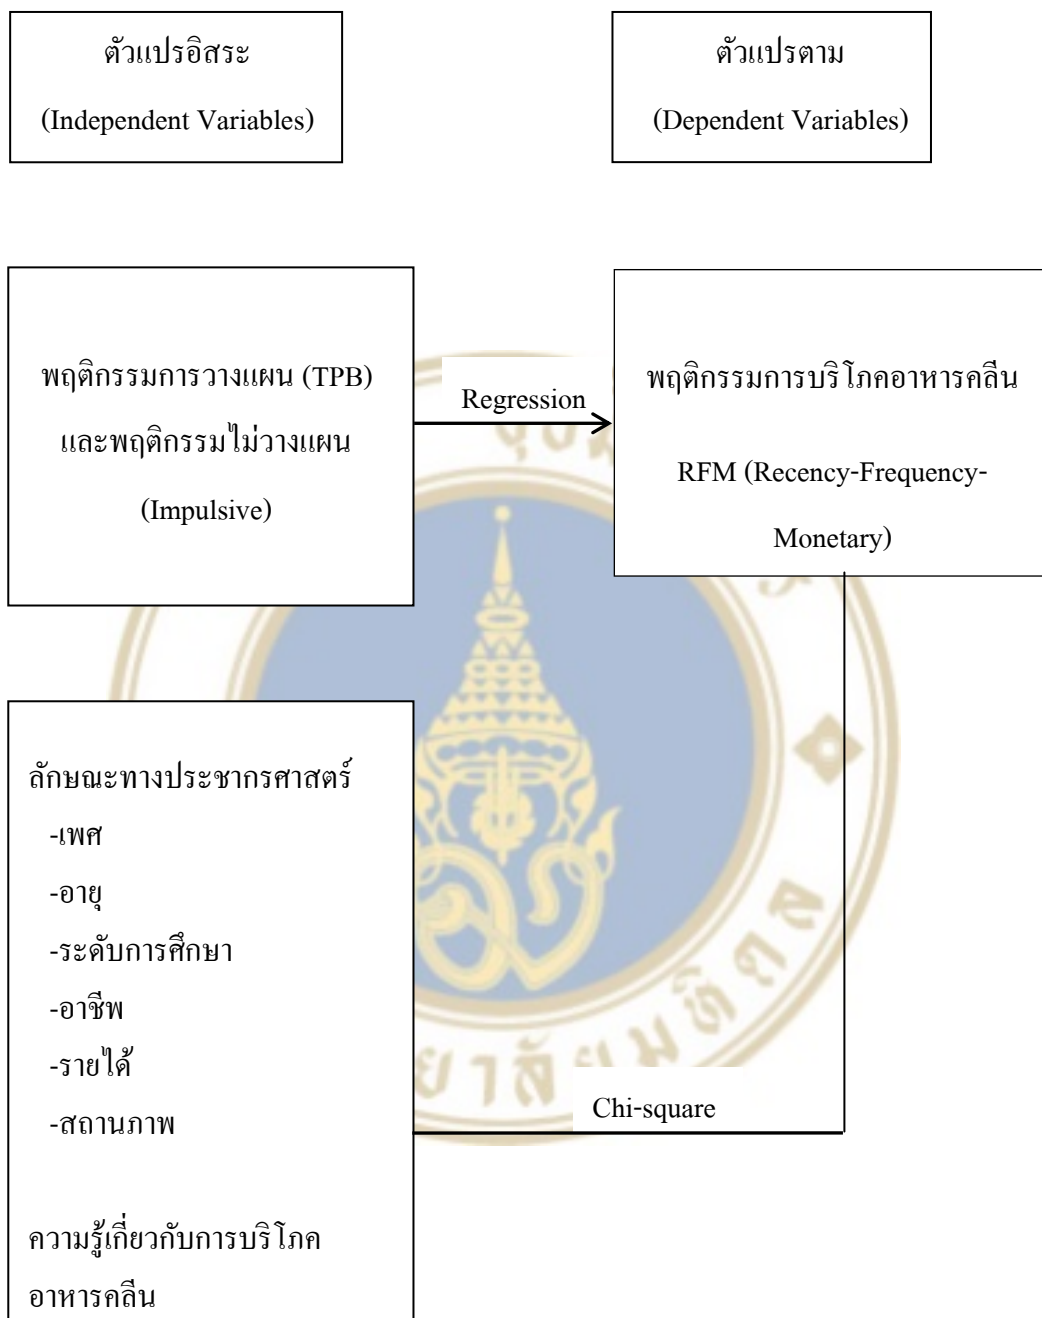 ตัวแปรอิสระ
(Independent Variables)
ตัวแปรตาม
(Dependent Variables)
พฤติกรรมการวางแผน (TPB)
และพฤติกรรมไม่วางแผน
(Impulsive)
Regression
พฤติกรรมการบริโภคอาหารคลีน
RFM (Recency-Frequency-
Monetary)
ลักษณะทางประชากรศาสตร์
-เพศ
-อายุ
-ระดับการศึกษา
-อาชีพ
-รายได้
-สถานภาพ
Chi-square
ความรู้เกี่ยวกับการบริโภค
อาหารคลีน